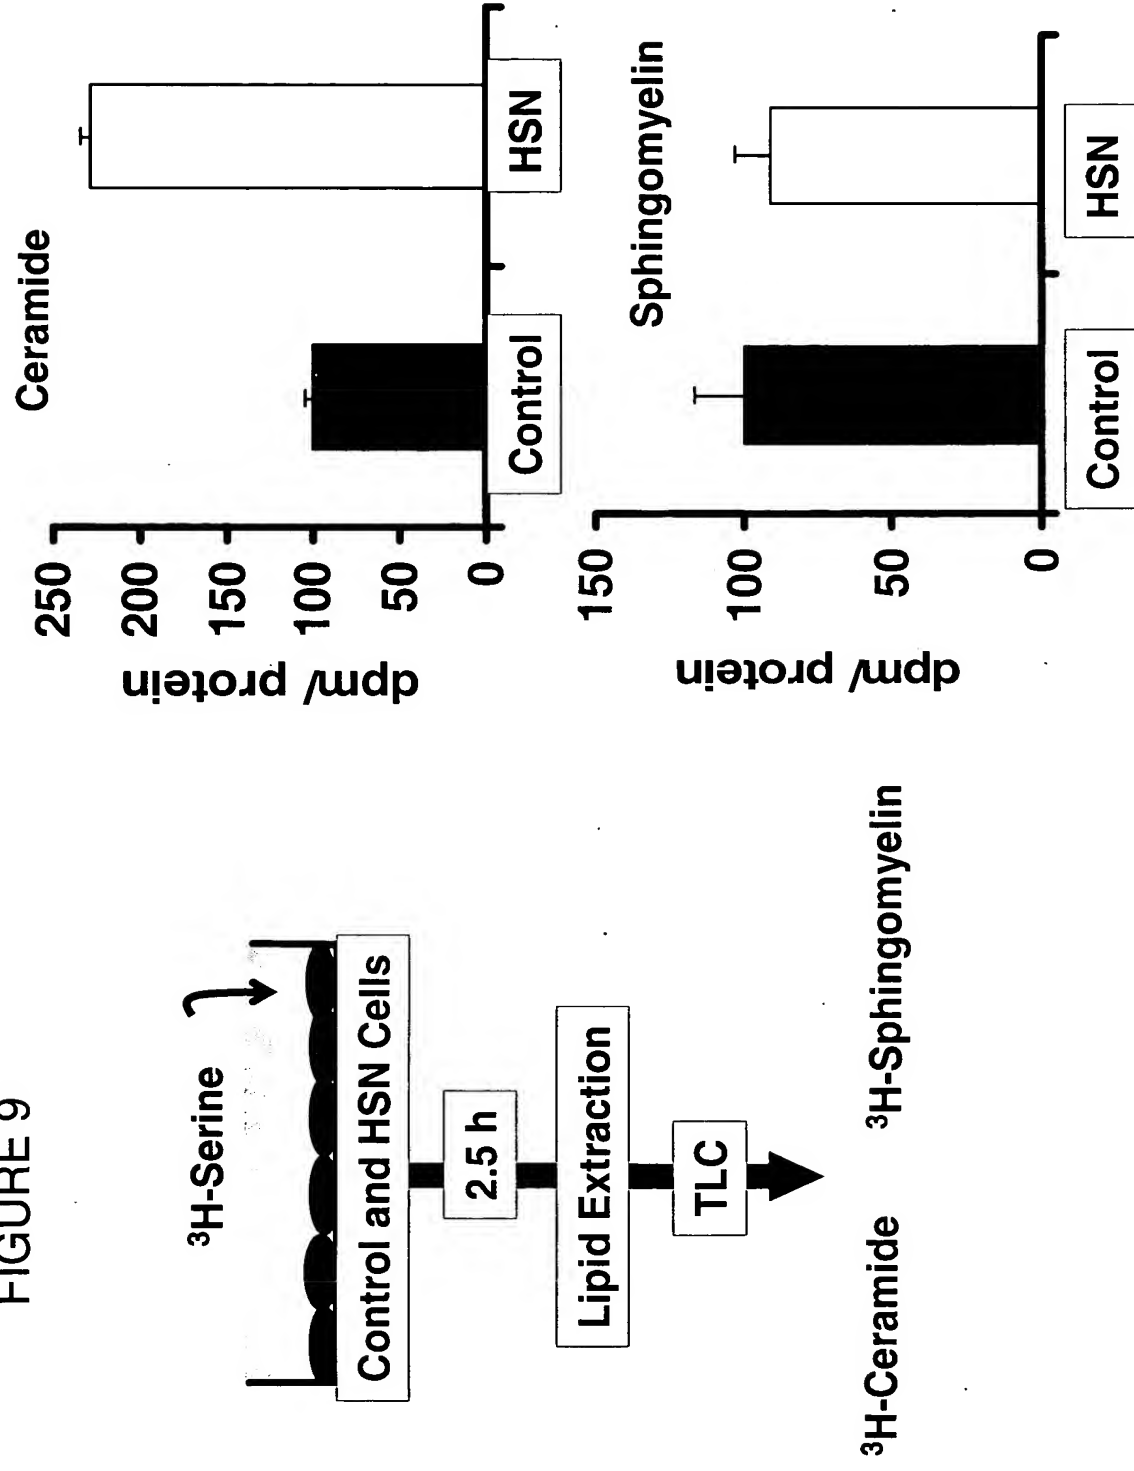 FIGURE 9
³H-Serine
Control and HSN Cells
2.5 h
Lipid Extraction
TLC
³H-Ceramide
³H-Sphingomyelin
Ceramide
dpm/ protein
250
200
150
100
50
0
Control
HSN
Sphingomyelin
dpm/ protein
150
100
50
0
Control
HSN